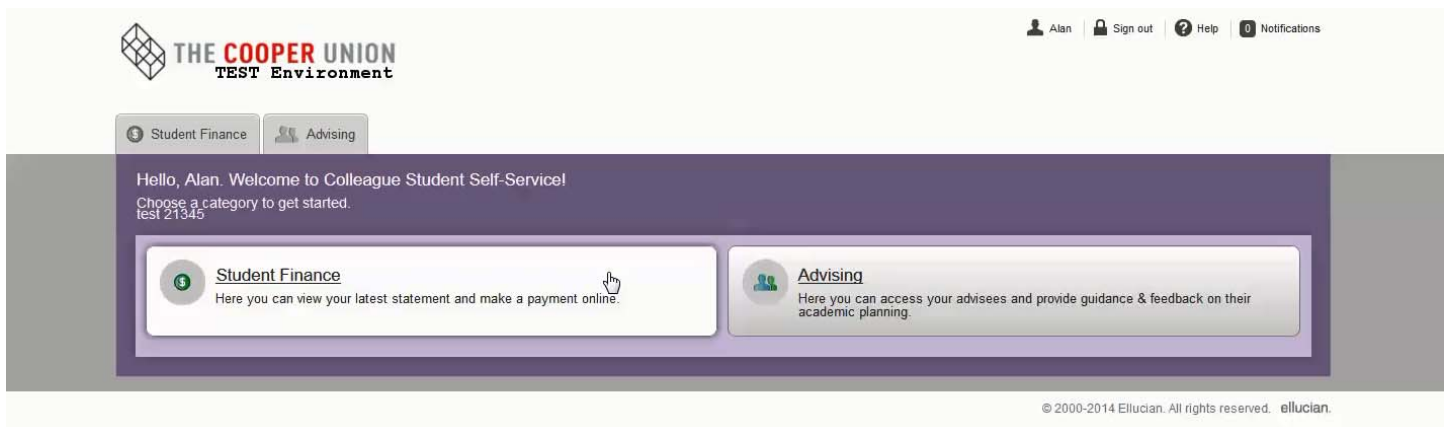 Alan Sign out Help 0 Notifications
THE COOPER UNION
TEST Environment
Student Finance Advising
Hello, Alan. Welcome to Colleague Student Self-Service!
Choose a category to get started.
test 21345
Student Finance
Here you can view your latest statement and make a payment online.
Advising
Here you can access your advisees and provide guidance & feedback on their
academic planning.
© 2000-2014 Ellucian. All rights reserved. ellucian.